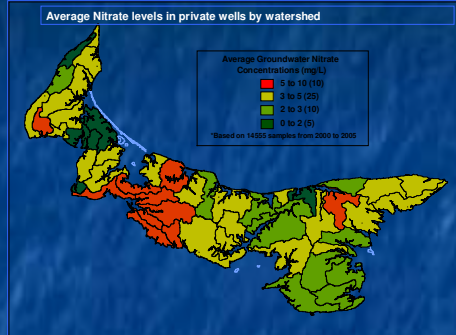 Average Nitrate levels in private wells by watershed
Average Groundwater Nitrate
Concentrations (mg/L)
5 to 10 (10)
3 to 5 (25)
2 to 3 (10)
0 to 2 (5)
*Based on 14555 samples from 2000 to 2005